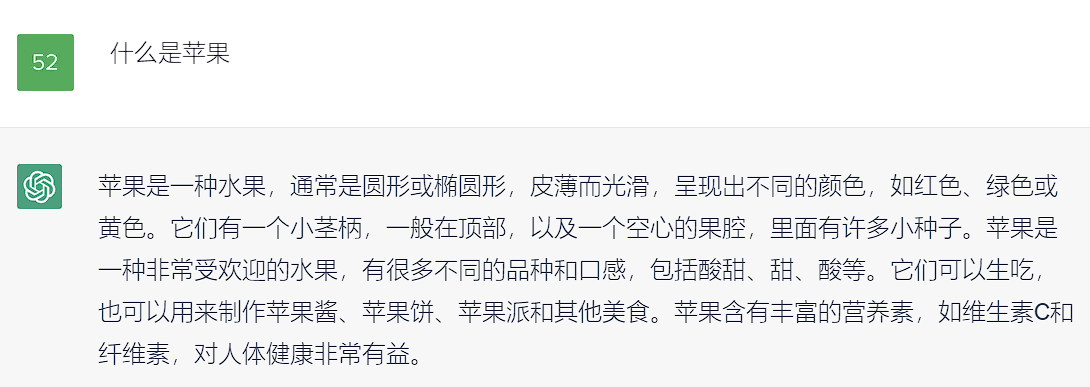 52
什么是苹果
苹果是一种水果，通常是圆形或椭圆形，皮薄而光滑，呈现出不同的颜色，如红色、绿色或
黄色。它们有一个小茎柄，一般在顶部，以及一个空心的果腔，里面有许多小种子。苹果是
一种非常受欢迎的水果，有很多不同的品种和口感，包括酸甜、甜、酸等。它们可以生吃，
也可以用来制作苹果酱、苹果饼、苹果派和其他美食。苹果含有丰富的营养素，如维生素C和
纤维素，对人体健康非常有益。